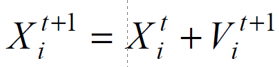 X_i^{t+1} = X_i^t + V_i^{t+1}